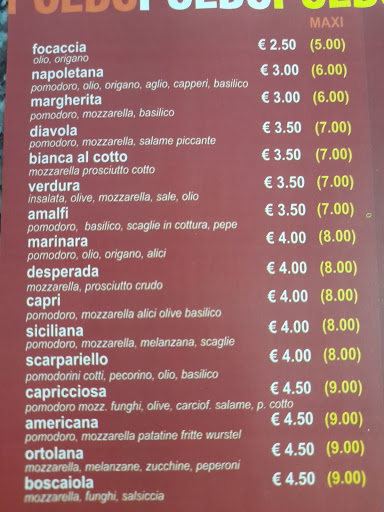 MAXI
focaccia € 2.50 (5.00)
olio, origano
napoletana € 3.00 (6.00)
pomodoro, olio, origano, aglio, capperi, basilico
margherita € 3.00 (6.00)
pomodoro, mozzarella, basilico
diavola € 3.50 (7.00)
pomodoro, mozzarella, salame piccante
bianca al cotto € 3.50 (7.00)
mozzarella prosciutto cotto
verdura € 3.50 (7.00)
insalata, olive, mozzarella, sale, olio
amalfi € 3.50 (7.00)
pomodoro, basilico, scaglie in cottura, pepe
marinara € 4.00 (8.00)
pomodoro, olio, origano, alici
desperada € 4.00 (8.00)
mozzarella, prosciutto crudo
capri € 4.00 (8.00)
pomodoro, mozzarella alici olive basilico
siciliana € 4.00 (8.00)
pomodoro, mozzarella, melanzana, scaglie
scarpariello € 4.00 (8.00)
pomodorini cotti, pecorino, olio, basilico
capricciosa € 4.50 (9.00)
pomodoro mozz. funghi, olive, carciof. salame, p. cotto
americana € 4.50 (9.00)
pomodoro, mozzarella patatine fritte wurstel
ortolana € 4.50 (9.00)
mozzarella, melanzane, zucchine, peperoni
boscaiola € 4.50 (9.00)
mozzarella, funghi, salsiccia